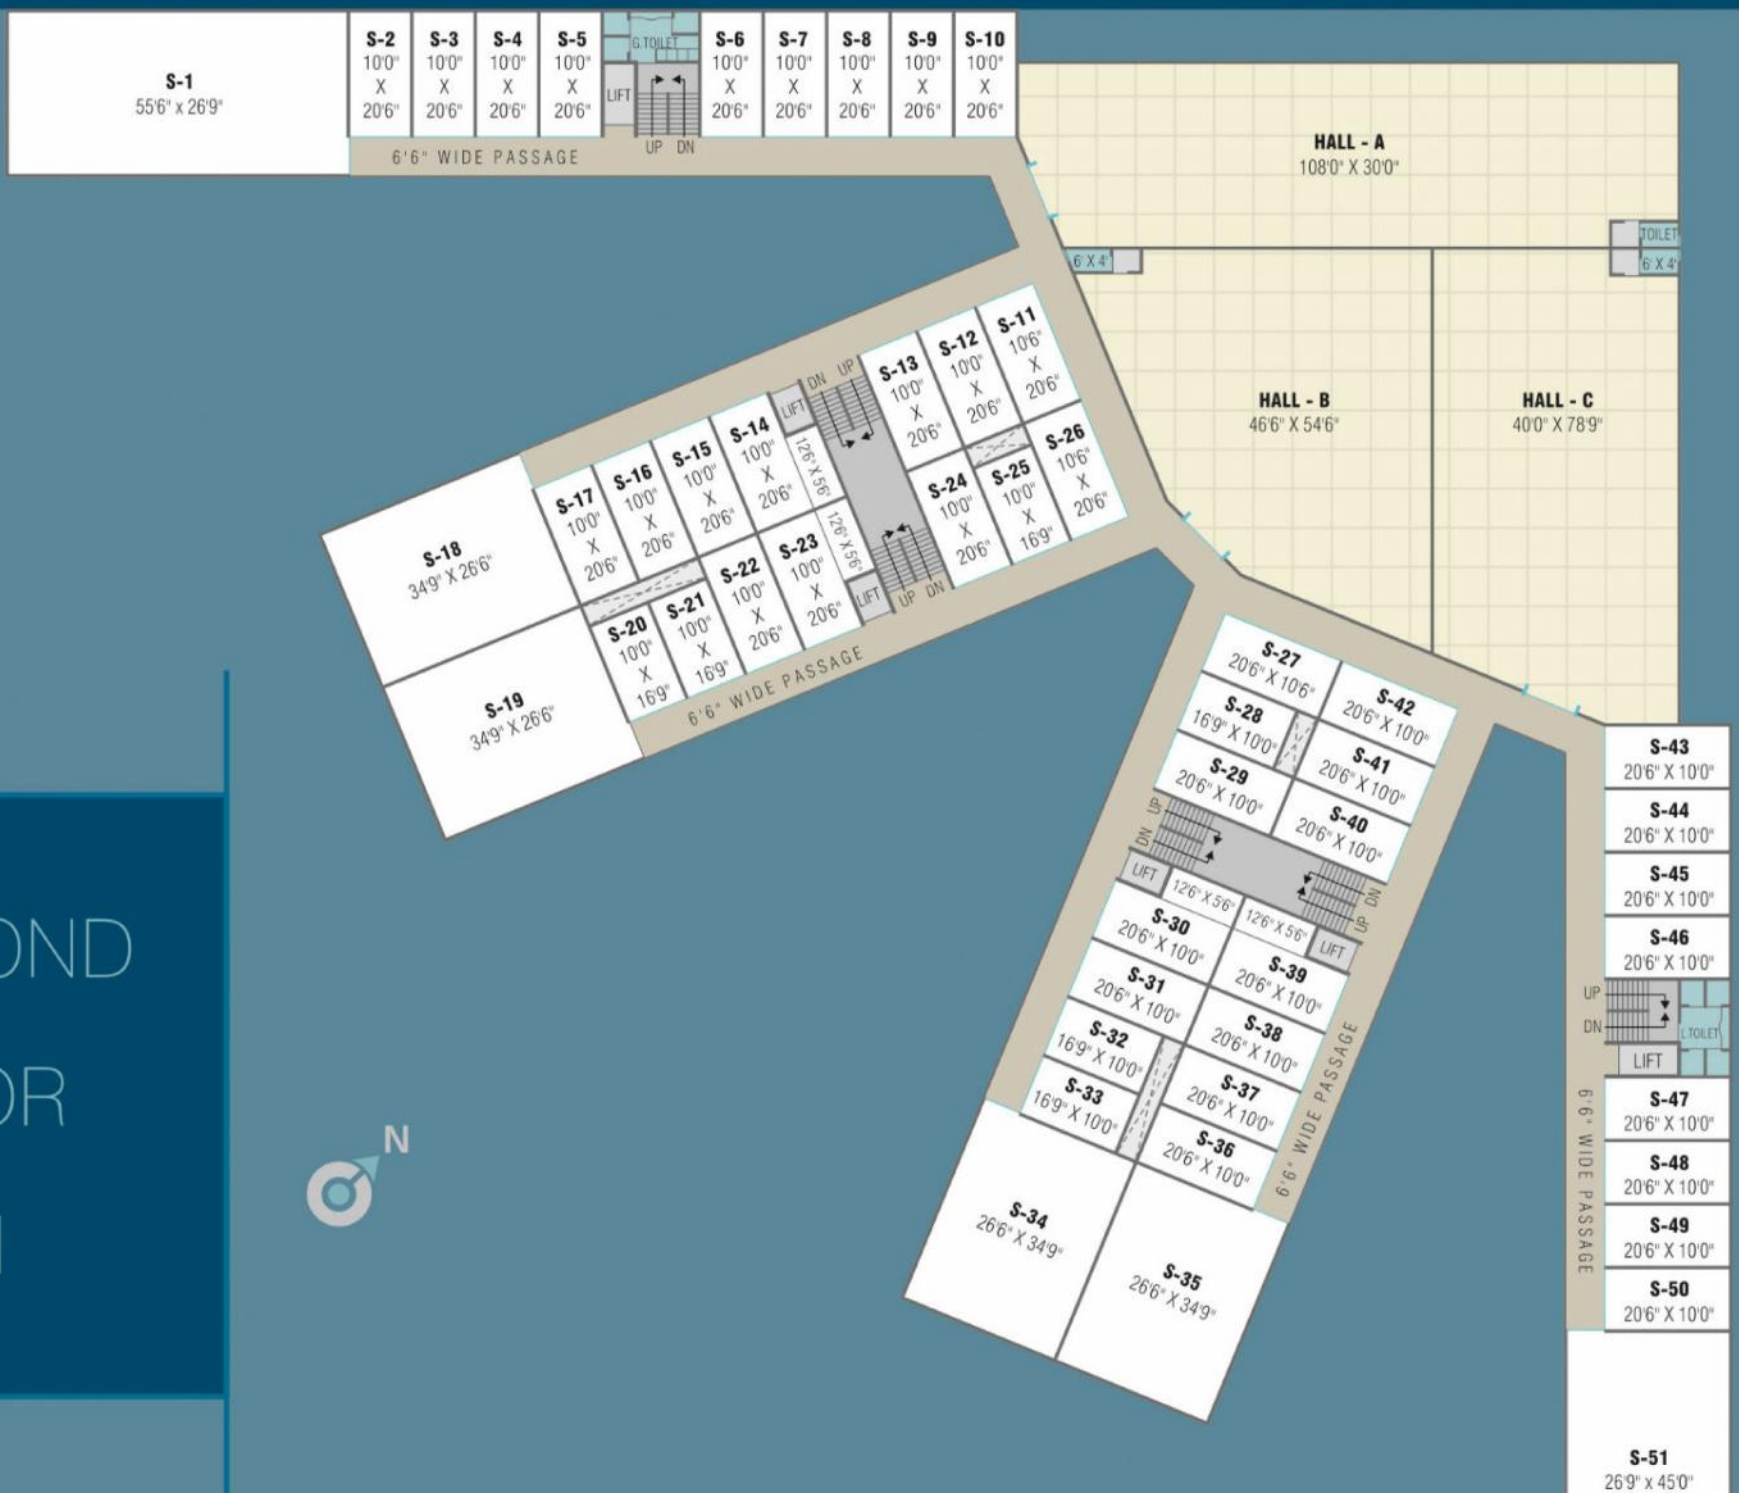 S-1
55'6" x 26'9"
S-2
10'0"
X
20'6"
S-3
10'0"
X
20'6"
S-4
10'0"
X
20'6"
S-5
10'0"
X
20'6"
G.TOILET
LIFT
UP DN
S-6
10'0"
X
20'6"
S-7
10'0"
X
20'6"
S-8
10'0"
X
20'6"
S-9
10'0"
X
20'6"
S-10
10'0"
X
20'6"
6'6" WIDE PASSAGE
HALL - A
108'0" X 30'0"
TOILET
6' X 4'
6' X 4'
HALL - B
46'6" X 54'6"
HALL - C
40'0" X 78'9"
S-11
10'6"
X
20'6"
S-12
10'0"
X
20'6"
S-13
10'0"
X
20'6"
DN UP
LIFT
12'6" X 5'6"
S-14
10'0"
X
20'6"
S-15
10'0"
X
20'6"
S-16
10'0"
X
20'6"
S-17
10'0"
X
20'6"
S-18
34'9" X 26'6"
S-19
34'9" X 26'6"
S-20
10'0"
X
16'9"
S-21
10'0"
X
16'9"
S-22
10'0"
X
20'6"
S-23
10'0"
X
20'6"
12'6" X 5'6"
LIFT
UP DN
S-24
10'0"
X
20'6"
S-25
10'0"
X
16'9"
S-26
10'6"
X
20'6"
6'6" WIDE PASSAGE
S-27
20'6" X 10'6"
S-28
16'9" X 10'0"
S-29
20'6" X 10'0"
UP
DN
LIFT
12'6" X 5'6"
S-30
20'6" X 10'0"
S-31
20'6" X 10'0"
S-32
16'9" X 10'0"
S-33
16'9" X 10'0"
S-34
26'6" X 34'9"
S-35
26'6" X 34'9"
S-36
20'6" X 10'0"
S-37
20'6" X 10'0"
S-38
20'6" X 10'0"
S-39
20'6" X 10'0"
12'6" X 5'6"
LIFT
DN
UP
S-40
20'6" X 10'0"
S-41
20'6" X 10'0"
S-42
20'6" X 10'0"
6'6" WIDE PASSAGE
S-43
20'6" X 10'0"
S-44
20'6" X 10'0"
S-45
20'6" X 10'0"
S-46
20'6" X 10'0"
UP
DN
L.TOILET
LIFT
S-47
20'6" X 10'0"
S-48
20'6" X 10'0"
S-49
20'6" X 10'0"
S-50
20'6" X 10'0"
6'6" WIDE PASSAGE
S-51
26'9" x 45'0"
OND
OR
N